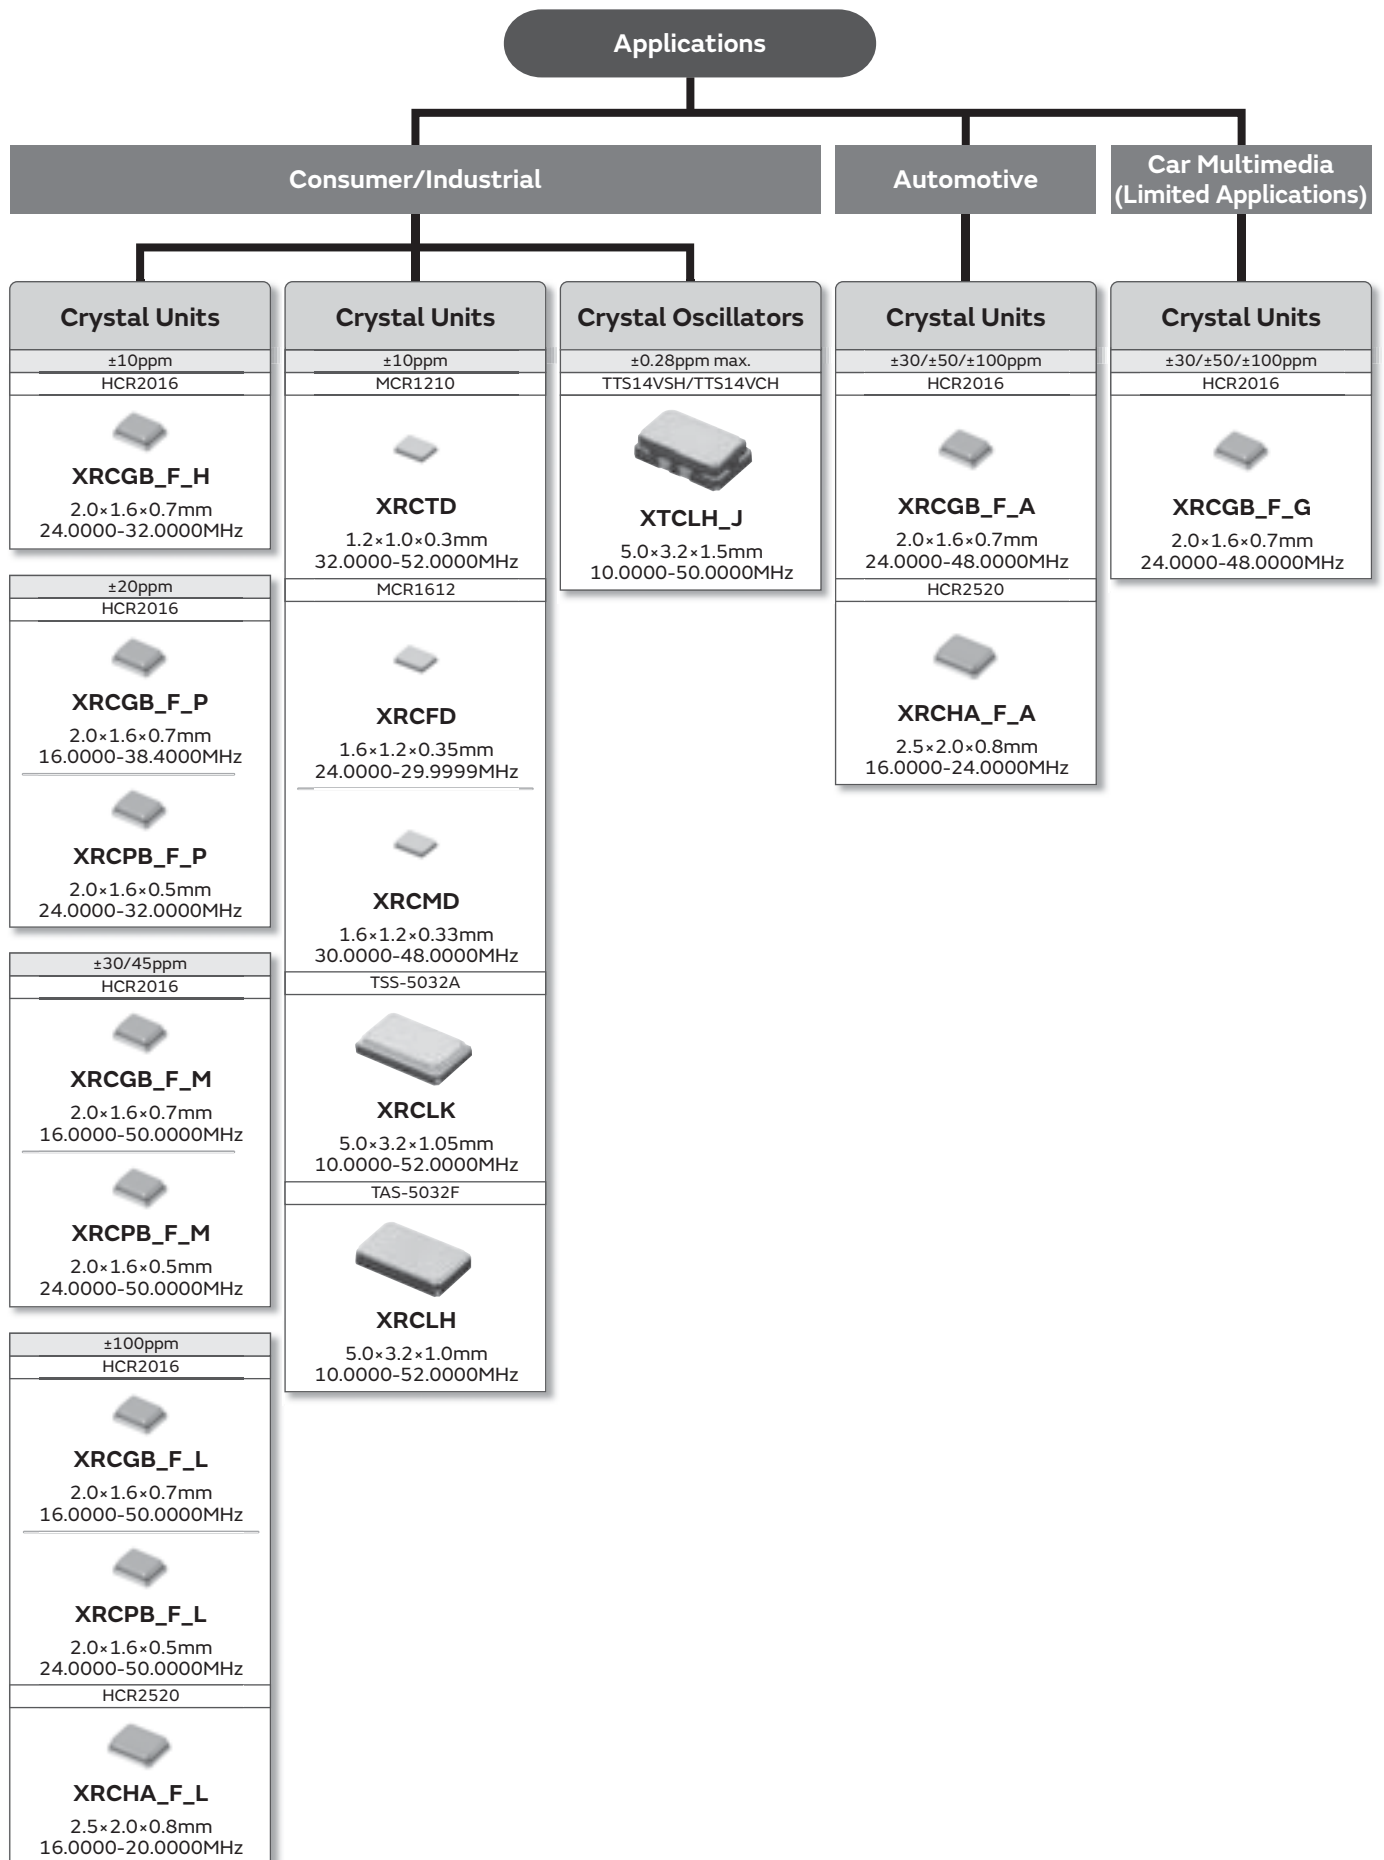 Applications
Consumer/Industrial
Automotive
Car Multimedia
(Limited Applications)
Crystal Units
±10ppm
HCR2016
XRCGB_F_H
2.0×1.6×0.7mm
24.0000-32.0000MHz
±20ppm
HCR2016
XRCGB_F_P
2.0×1.6×0.7mm
16.0000-38.4000MHz
XRCPB_F_P
2.0×1.6×0.5mm
24.0000-32.0000MHz
±30/45ppm
HCR2016
XRCGB_F_M
2.0×1.6×0.7mm
16.0000-50.0000MHz
XRCPB_F_M
2.0×1.6×0.5mm
24.0000-50.0000MHz
±100ppm
HCR2016
XRCGB_F_L
2.0×1.6×0.7mm
16.0000-50.0000MHz
XRCPB_F_L
2.0×1.6×0.5mm
24.0000-50.0000MHz
HCR2520
XRCHA_F_L
2.5×2.0×0.8mm
16.0000-20.0000MHz
Crystal Units
±10ppm
MCR1210
XRCTD
1.2×1.0×0.3mm
32.0000-52.0000MHz
MCR1612
XRCFD
1.6×1.2×0.35mm
24.0000-29.9999MHz
XRCMD
1.6×1.2×0.33mm
30.0000-48.0000MHz
TSS-5032A
XRCLK
5.0×3.2×1.05mm
10.0000-52.0000MHz
TAS-5032F
XRCLH
5.0×3.2×1.0mm
10.0000-52.0000MHz
Crystal Oscillators
±0.28ppm max.
TTS14VSH/TTS14VCH
XTCLH_J
5.0×3.2×1.5mm
10.0000-50.0000MHz
Crystal Units
±30/±50/±100ppm
HCR2016
XRCGB_F_A
2.0×1.6×0.7mm
24.0000-48.0000MHz
HCR2520
XRCHA_F_A
2.5×2.0×0.8mm
16.0000-24.0000MHz
Crystal Units
±30/±50/±100ppm
HCR2016
XRCGB_F_G
2.0×1.6×0.7mm
24.0000-48.0000MHz